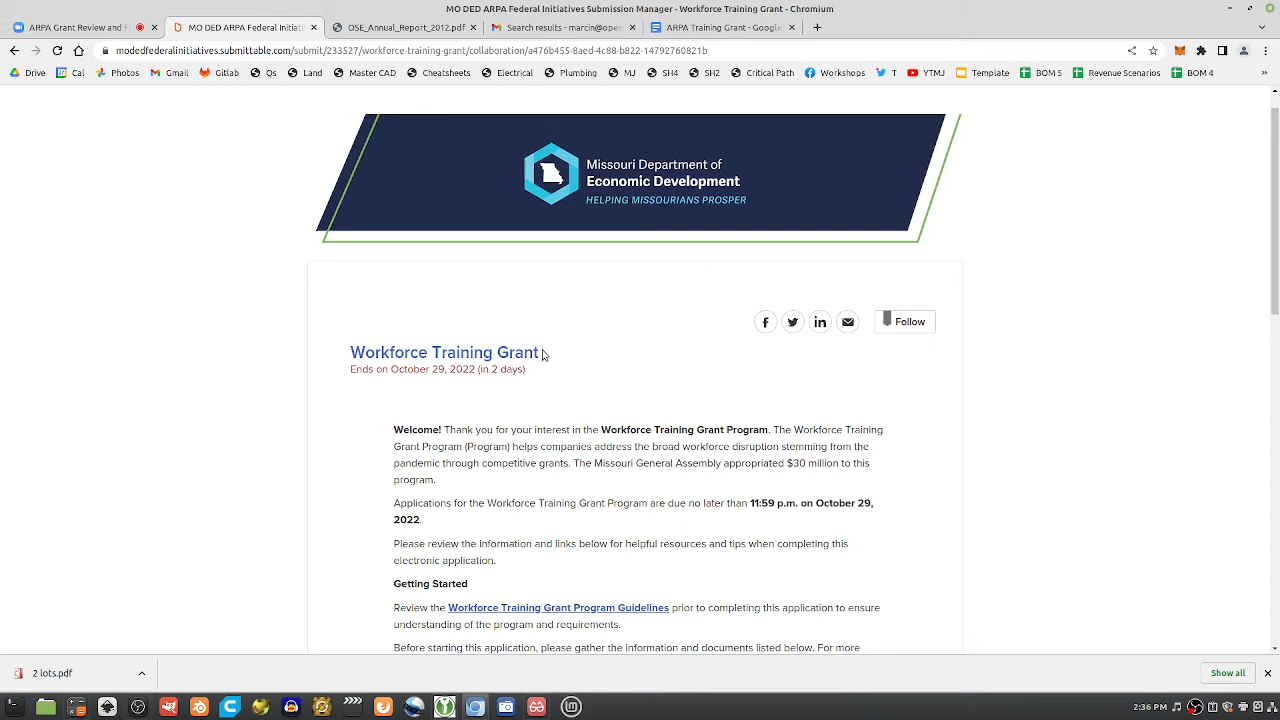 MO DED ARPA Federal Initiatives Submission Manager - Workforce Training Grant - Chromium
ARPA Grant Review and F
MO DED ARPA Federal Initiati
OSE_Annual_Report_2012.pdf
Search results - marcin@open
ARPA Training Grant - Google
modedfederalinitiatives.submittable.com/submit/233527/workforce-training-grant/collaboration/a476b455-8aed-4c88-b822-14792760821b
Drive Cal Photos Gmail Gitlab Qs Land Master CAD Cheatsheets Electrical Plumbing MJ SH4 SH2 Critical Path Workshops T YTMJ Template BOM 5 Revenue Scenarios BOM 4 »
Missouri Department of
Economic Development
HELPING MISSOURIANS PROSPER
Follow
Workforce Training Grant
Ends on October 29, 2022 (in 2 days)
Welcome! Thank you for your interest in the Workforce Training Grant Program. The Workforce Training
Grant Program (Program) helps companies address the broad workforce disruption stemming from the
pandemic through competitive grants. The Missouri General Assembly appropriated $30 million to this
program.
Applications for the Workforce Training Grant Program are due no later than 11:59 p.m. on October 29,
2022.
Please review the information and links below for helpful resources and tips when completing this
electronic application.
Getting Started
Review the Workforce Training Grant Program Guidelines prior to completing this application to ensure
understanding of the program and requirements.
Before starting this application, please gather the information and documents listed below. For more
2 lots.pdf
Show all
2:36 PM